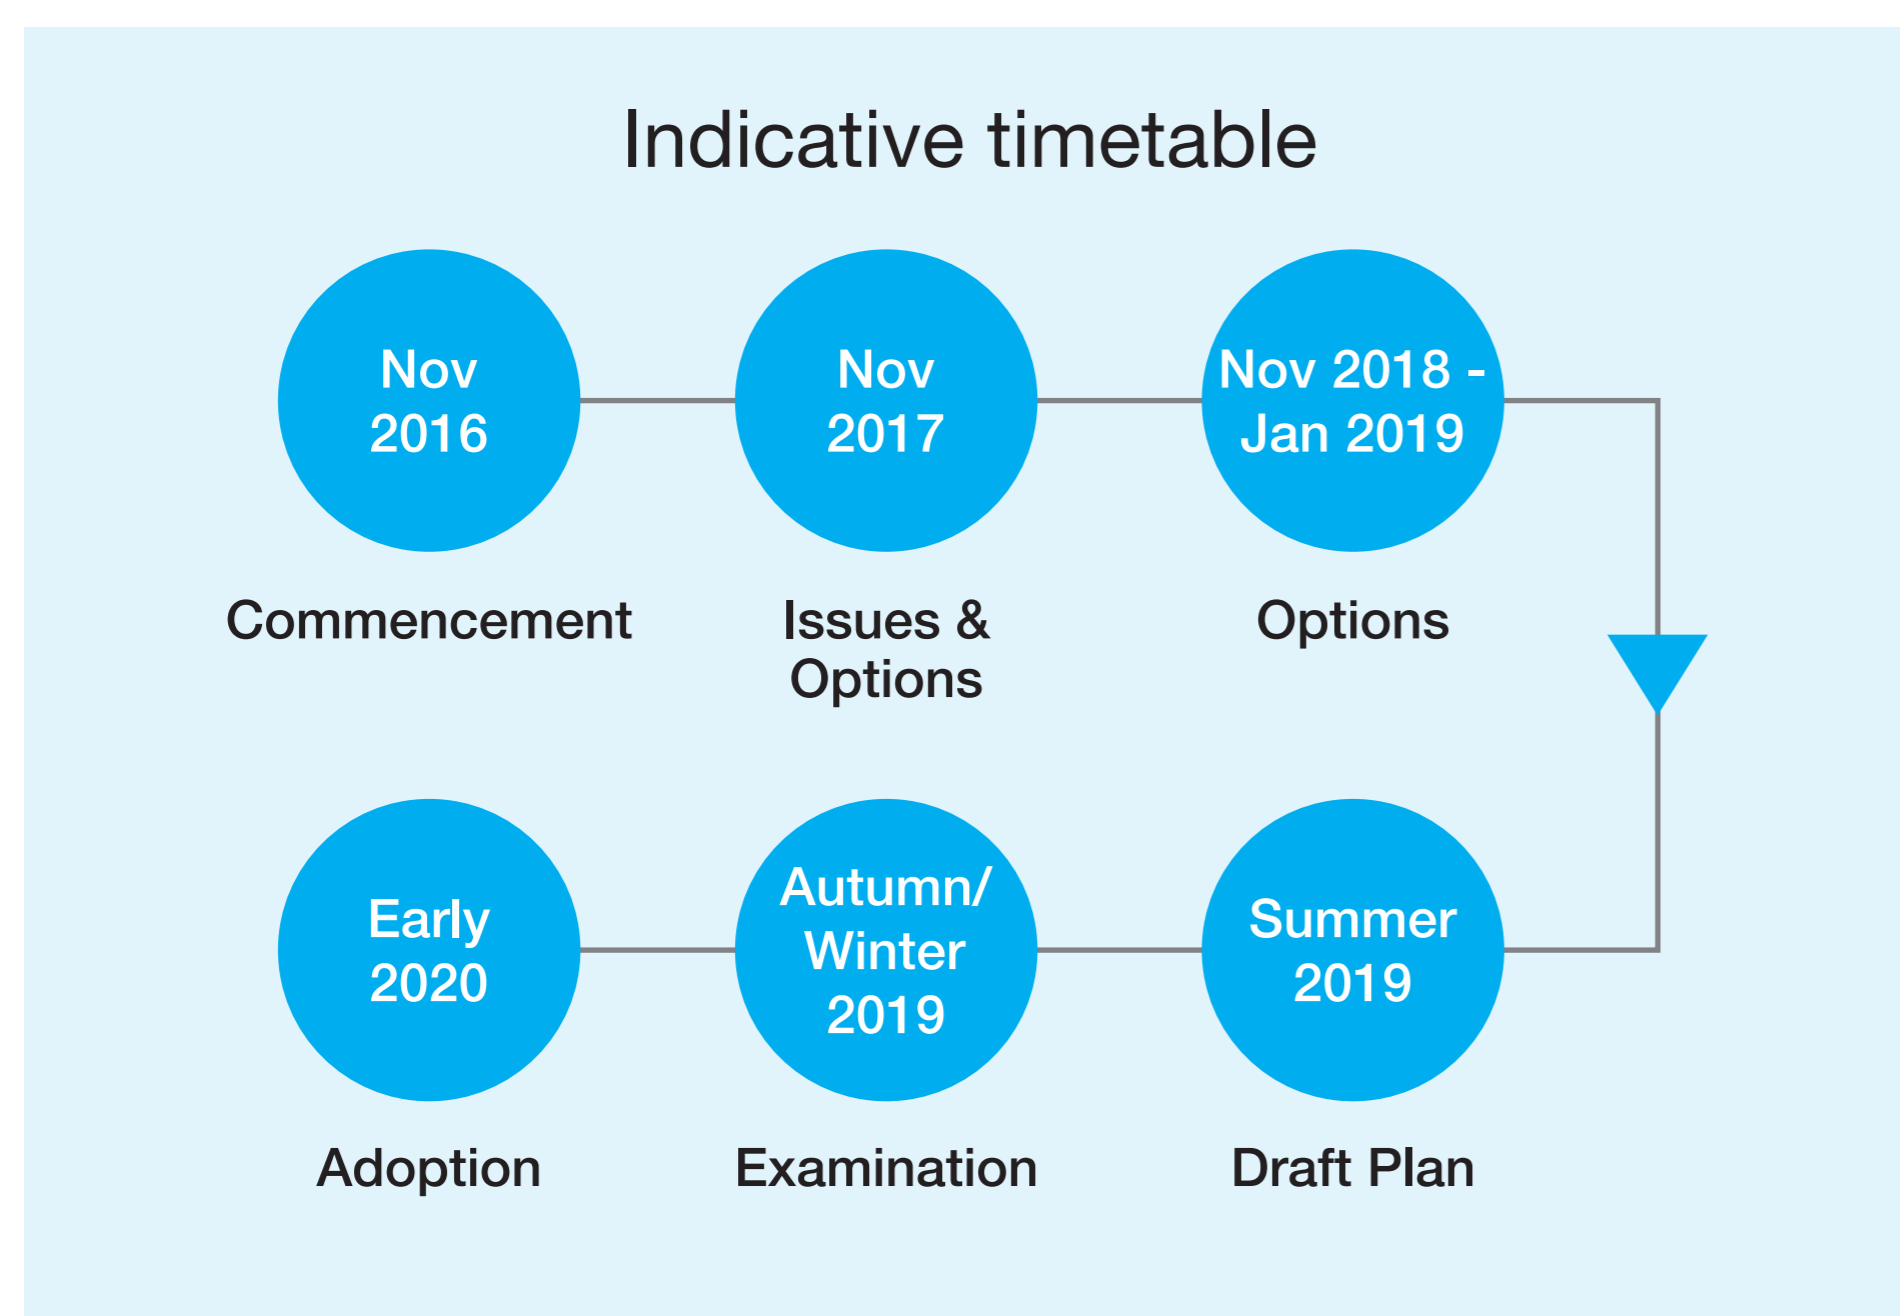 Indicative timetable
Nov
2016
Commencement
Nov
2017
Issues &
Options
Nov 2018 -
Jan 2019
Options
Summer
2019
Draft Plan
Autumn/
Winter
2019
Examination
Early
2020
Adoption